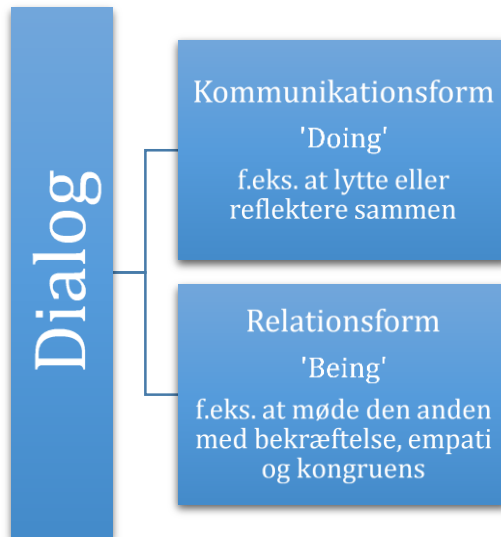 Dialog
Kommunikationsform
'Doing'
f.eks. at lytte eller
reflektere sammen
Relationsform
'Being'
f.eks. at møde den anden
med bekræftelse, empati
og kongruens